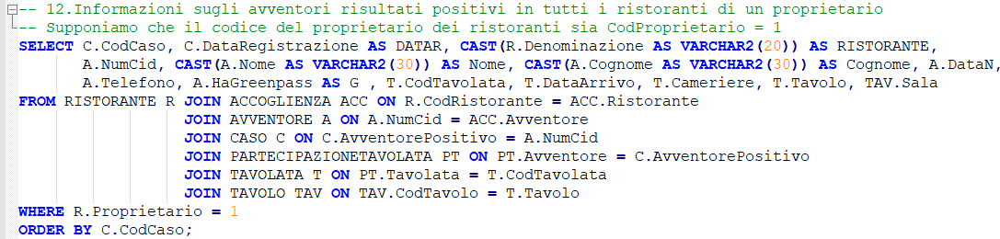 -- 12.Informazioni sugli avventori risultati positivi in tutti i ristoranti di un proprietario
-- Supponiamo che il codice del proprietario dei ristoranti sia CodProprietario = 1
SELECT C.CodCaso, C.DataRegistrazione AS DATAR, CAST(R.Denominazione AS VARCHAR2(20)) AS RISTORANTE,
A.NumCid, CAST(A.Nome AS VARCHAR2(30)) AS Nome, CAST(A.Cognome AS VARCHAR2(30)) AS Cognome, A.DataN,
A.Telefono, A.HaGreenpass AS G , T.CodTavolata, T.DataArrivo, T.Cameriere, T.Tavolo, TAV.Sala
FROM RISTORANTE R JOIN ACCOGLIENZA ACC ON R.CodRistorante = ACC.Ristorante
JOIN AVVENTORE A ON A.NumCid = ACC.Avventore
JOIN CASO C ON C.AvventorePositivo = A.NumCid
JOIN PARTECIPAZIONETAVOLATA PT ON PT.Avventore = C.AvventorePositivo
JOIN TAVOLATA T ON PT.Tavolata = T.CodTavolata
JOIN TAVOLO TAV ON TAV.CodTavolo = T.Tavolo
WHERE R.Proprietario = 1
ORDER BY C.CodCaso;